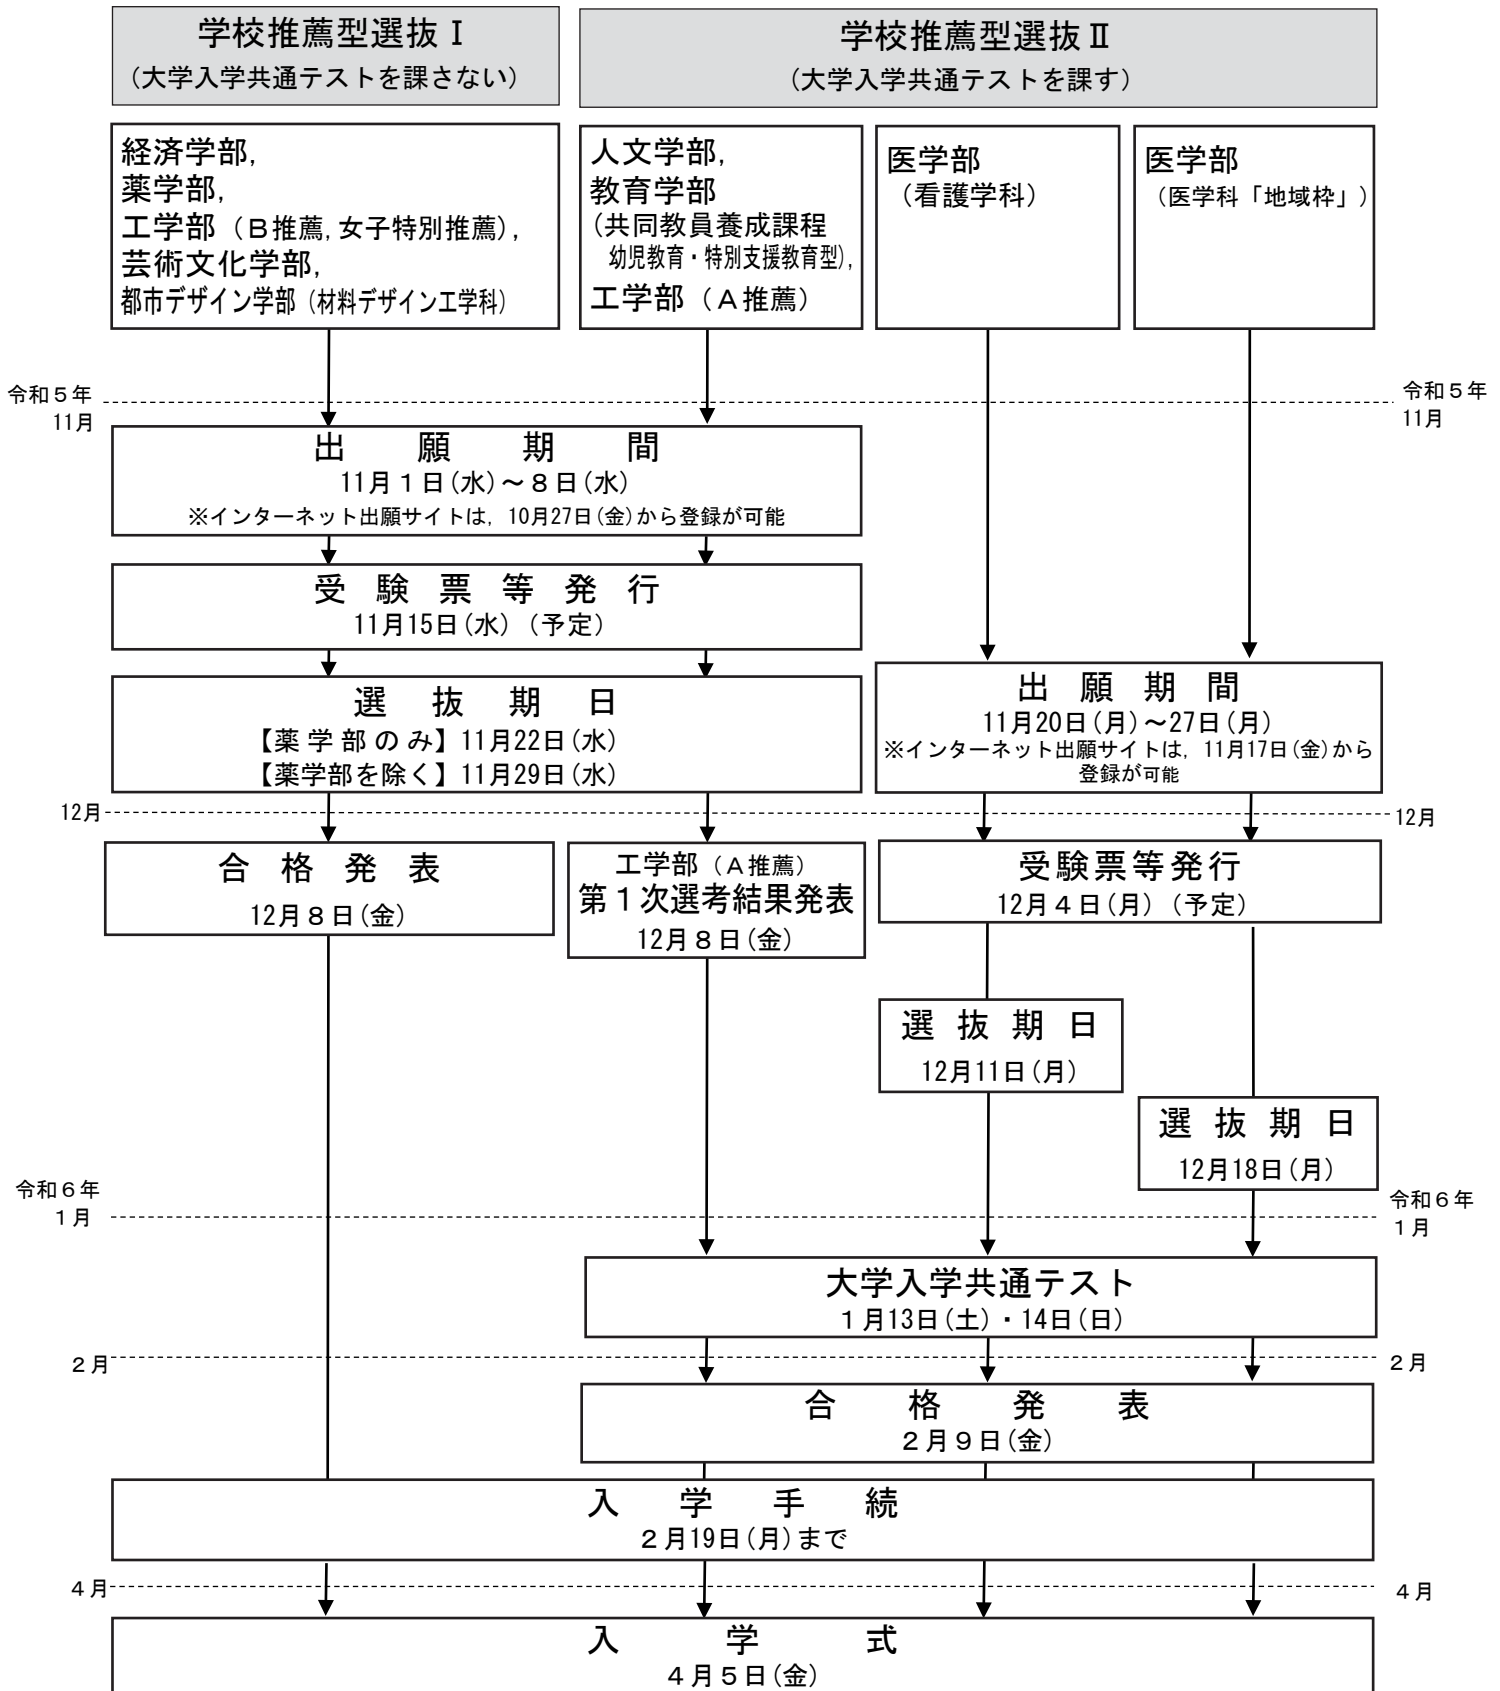 学校推薦型選抜Ⅰ
（大学入学共通テストを課さない）
学校推薦型選抜Ⅱ
（大学入学共通テストを課す）
経済学部，
薬学部，
工学部（Ｂ推薦，女子特別推薦），
芸術文化学部，
都市デザイン学部（材料デザイン工学科）
人文学部，
教育学部
（共同教員養成課程
幼児教育・特別支援教育型），
工学部（Ａ推薦）
医学部
（看護学科）
医学部
（医学科「地域枠」）
令和５年
11月
令和５年
11月
出願期間
11月１日（水）～８日（水）
※インターネット出願サイトは，10月27日（金）から登録が可能
受験票等発行
11月15日（水）（予定）
選抜期日
【薬学部のみ】11月22日（水）
【薬学部を除く】11月29日（水）
出願期間
11月20日（月）～27日（月）
※インターネット出願サイトは，11月17日（金）から
登録が可能
12月
12月
合格発表
12月８日（金）
工学部（Ａ推薦）
第１次選考結果発表
12月８日（金）
受験票等発行
12月４日（月）（予定）
選抜期日
12月11日（月）
選抜期日
12月18日（月）
令和６年
１月
令和６年
１月
大学入学共通テスト
１月13日（土）・14日（日）
２月
２月
合格発表
２月９日（金）
入学手続
２月19日（月）まで
４月
４月
入学式
４月５日（金）